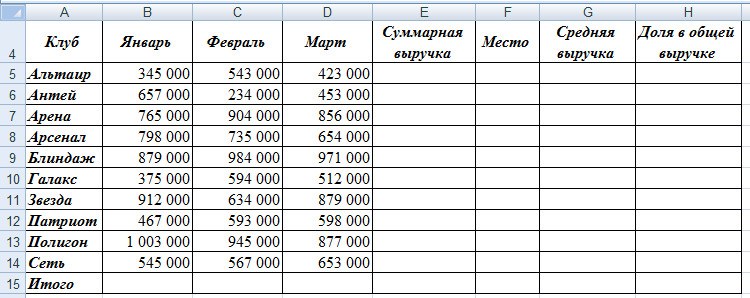 A B C D E F G H
4 Клуб Январь Февраль Март Суммарная выручка Место Средняя выручка Доля в общей выручке
5 Альтаир 345 000 543 000 423 000
6 Антей 657 000 234 000 453 000
7 Арена 765 000 904 000 856 000
8 Арсенал 798 000 735 000 654 000
9 Блиндаж 879 000 984 000 971 000
10 Галакс 375 000 594 000 512 000
11 Звезда 912 000 634 000 879 000
12 Патриот 467 000 593 000 598 000
13 Полигон 1 003 000 945 000 877 000
14 Сеть 545 000 567 000 653 000
15 Итого